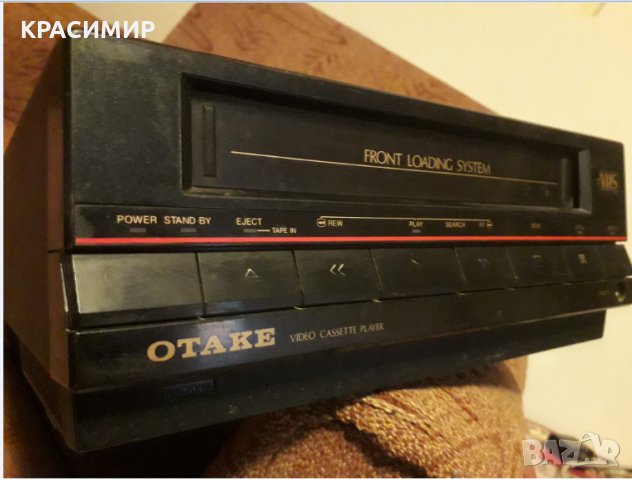 КРАСИМИР
FRONT LOADING SYSTEM
VHS
POWER STAND BY EJECT TAPE IN REW PLAY SEARCH FF
OTAKE VIDEO CASSETTE PLAYER
BAZAR